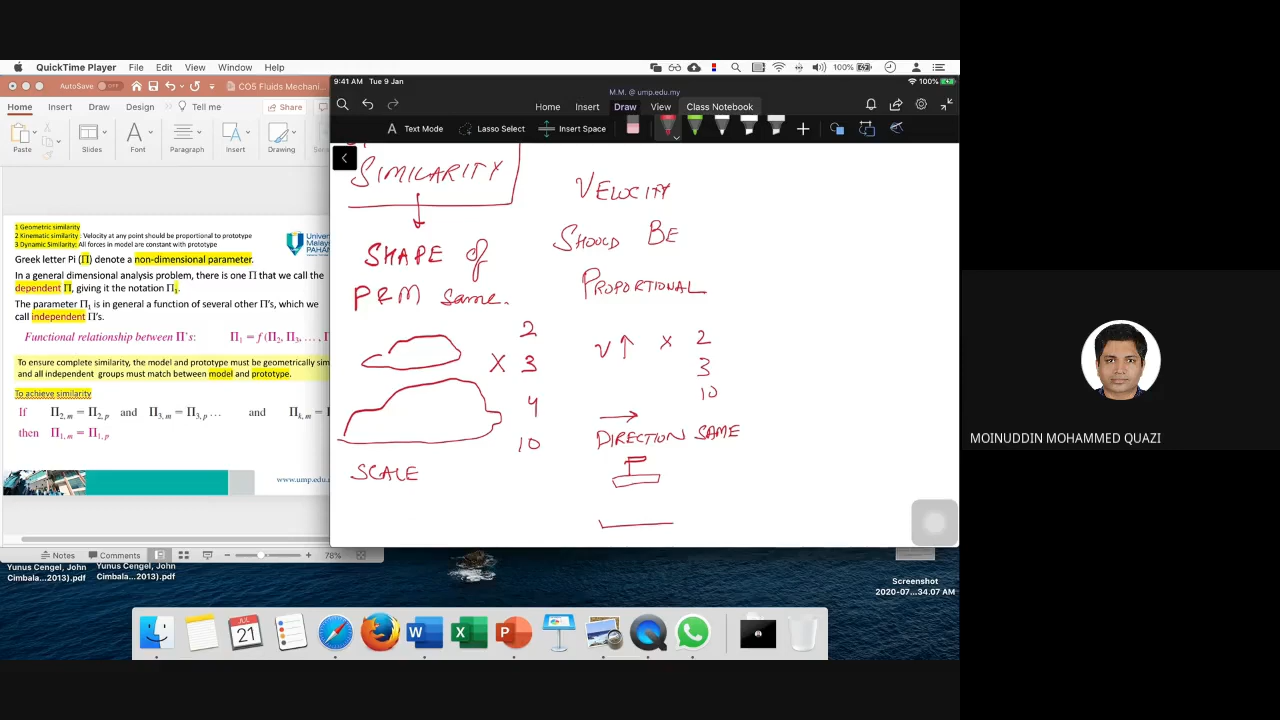 QuickTime Player File Edit View Window Help 100%
AutoSave OFF CO5 Fluids Mechani...
Home Insert Draw Design Tell me Share
Paste Slides Font Paragraph Insert Drawing
1 Geometric similarity
2 Kinematic similarity : Velocity at any point should be proportional to prototype
3 Dynamic Similarity: All forces in model are constant with prototype
Greek letter Pi (Π) denote a non-dimensional parameter.
In a general dimensional analysis problem, there is one Π that we call the
dependent Π, giving it the notation Π1.
The parameter Π1 is in general a function of several other Π's, which we
call independent Π's.
Functional relationship between Π's: Π1 = f (Π2, Π3, … , Π
To ensure complete similarity, the model and prototype must be geometrically sim
and all independent groups must match between model and prototype.
To achieve similarity
If Π2,m = Π2,p and Π3,m = Π3,p … and Πk,m =
then Π1,m = Π1,p
Univer
Malays
PAHAN
www.ump.edu.m
Notes Comments 78%
9:41 AM Tue 9 Jan 100%
M.M. @ ump.edu.my
Home Insert Draw View Class Notebook
Text Mode Lasso Select Insert Space
SIMILARITY
SHAPE of
P&M same.
X 2
3
4
10
SCALE
VELOCITY
SHOULD BE
PROPORTIONAL
V↑ x 2
3
10
→
DIRECTION SAME
Yunus Cengel, John
Cimbala...2013).pdf
Yunus Cengel, John
Cimbala...2013).pdf
Screenshot
2020-07...34.07 AM
JUL
21
MOINUDDIN MOHAMMED QUAZI